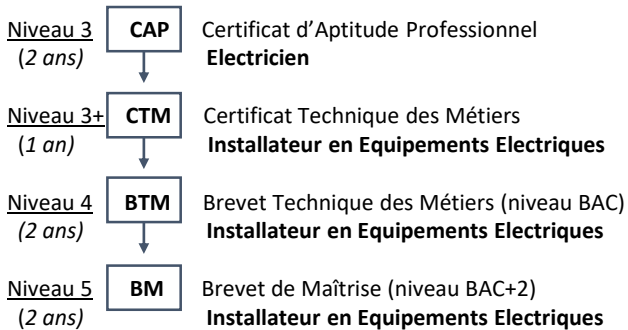 Niveau 3 CAP Certificat d’Aptitude Professionnel
(2 ans) Electricien
Niveau 3+ CTM Certificat Technique des Métiers
(1 an) Installateur en Equipements Electriques
Niveau 4 BTM Brevet Technique des Métiers (niveau BAC)
(2 ans) Installateur en Equipements Electriques
Niveau 5 BM Brevet de Maîtrise (niveau BAC+2)
(2 ans) Installateur en Equipements Electriques